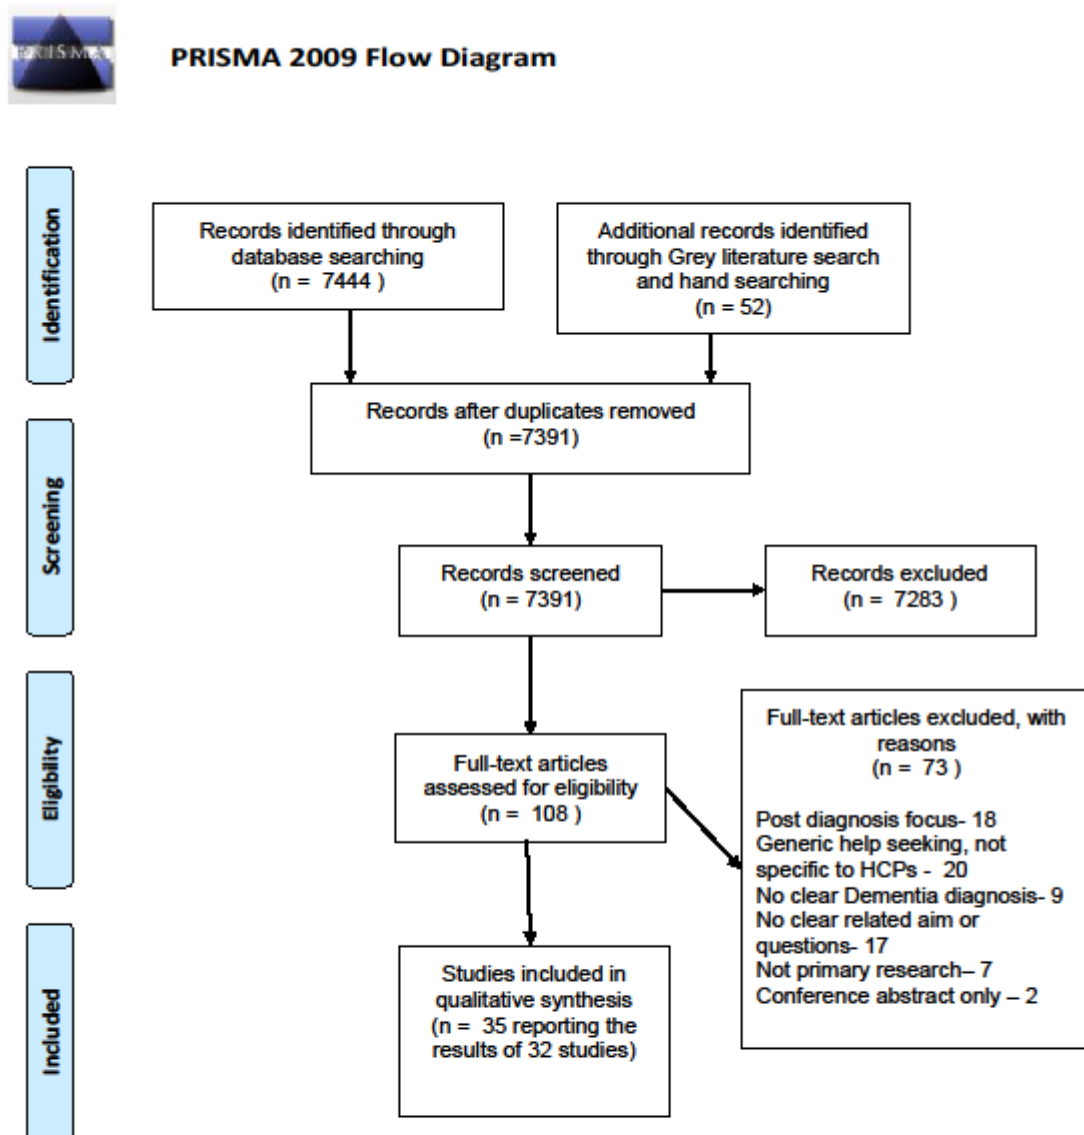 PRISMA
PRISMA 2009 Flow Diagram
Identification
Records identified through
database searching
(n = 7444 )
Additional records identified
through Grey literature search
and hand searching
(n = 52)
Records after duplicates removed
(n =7391)
Screening
Records screened
(n = 7391)
Records excluded
(n = 7283 )
Eligibility
Full-text articles
assessed for eligibility
(n = 108 )
Full-text articles excluded, with
reasons
(n = 73 )
Post diagnosis focus- 18
Generic help seeking, not
specific to HCPs - 20
No clear Dementia diagnosis- 9
No clear related aim or
questions- 17
Not primary research– 7
Conference abstract only – 2
Included
Studies included in
qualitative synthesis
(n = 35 reporting the
results of 32 studies)